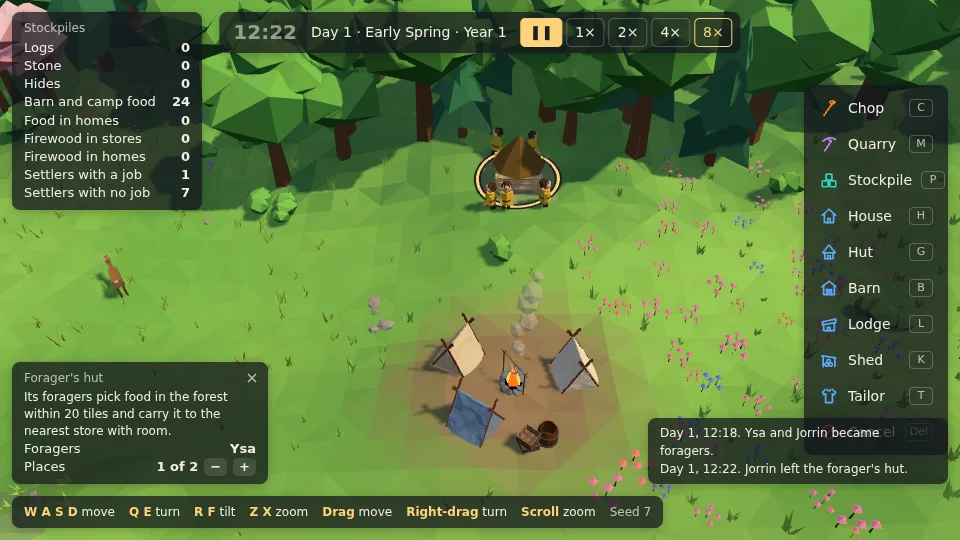 Stockpiles
Logs 0
Stone 0
Hides 0
Barn and camp food 24
Food in homes 0
Firewood in stores 0
Firewood in homes 0
Settlers with a job 1
Settlers with no job 7
12:22 Day 1 · Early Spring · Year 1 1× 2× 4× 8×
Chop C
Quarry M
Stockpile P
House H
Hut G
Barn B
Lodge L
Shed K
Tailor T
Cancel Del
Forager's hut ×
Its foragers pick food in the forest
within 20 tiles and carry it to the
nearest store with room.
Foragers Ysa
Places 1 of 2 − +
Day 1, 12:18. Ysa and Jorrin became
foragers.
Day 1, 12:22. Jorrin left the forager's hut.
W A S D move Q E turn R F tilt Z X zoom Drag move Right-drag turn Scroll zoom Seed 7